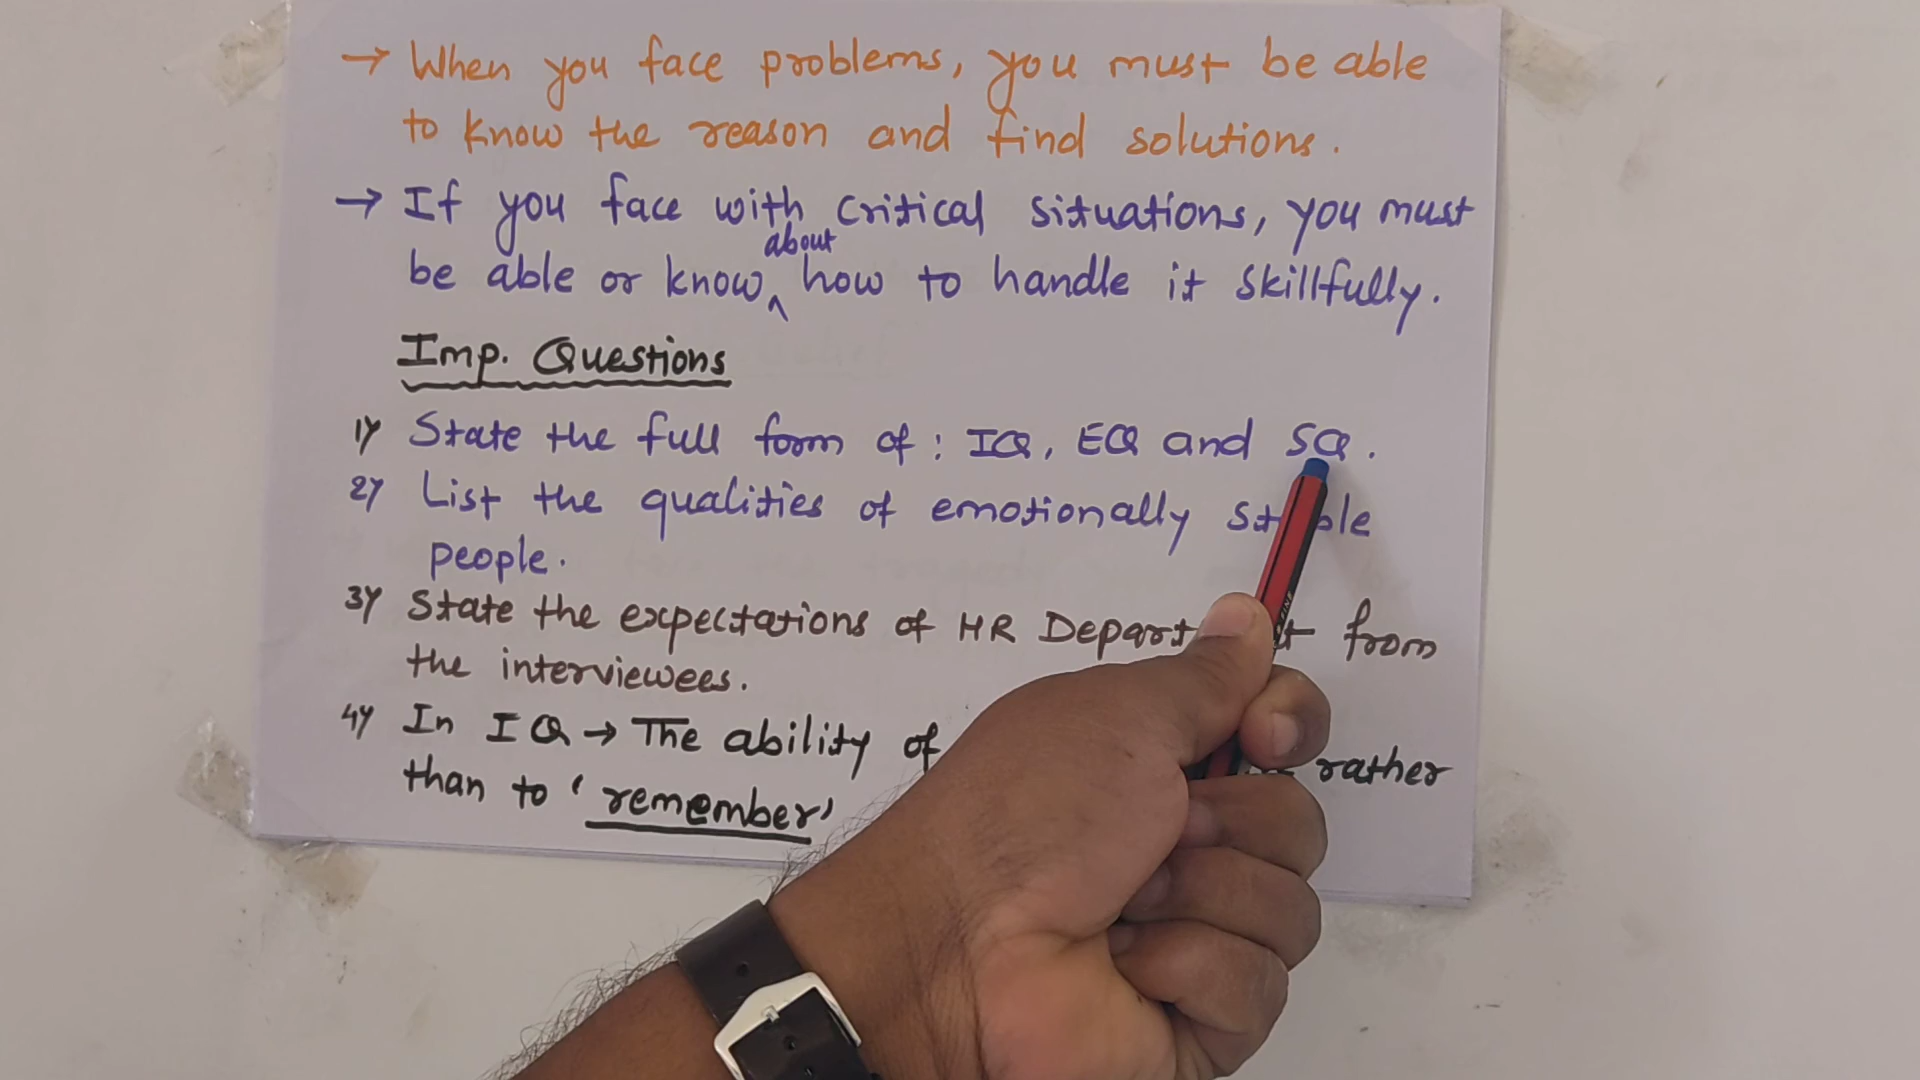 → When you face problems, you must be able
to know the reason and find solutions.
→ If you face with critical situations, you must
about
be able or know ^ how to handle it skillfully.
Imp. Questions
1) State the full form of : IQ, EQ and SQ.
2) List the qualities of emotionally
people.
3) State the expectations of HR from
the interviewees.
4) In IQ → The ability of rather
than to 'remember'